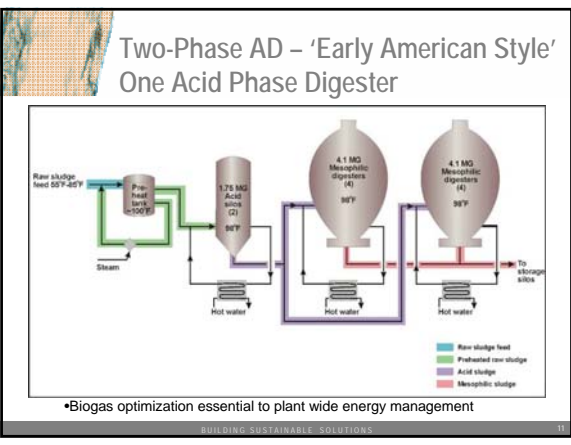 Two-Phase AD – 'Early American Style'
One Acid Phase Digester
Raw sludge
feed 55°F-85°F
Pre-
heat
tank
~100°F
Steam
1.75 MG
Acid
silos
(2)
98°F
Hot water
4.1 MG
Mesophilic
digesters
(4)
98°F
Hot water
4.1 MG
Mesophilic
digesters
(4)
98°F
Hot water
To
storage
silos
Raw sludge feed
Preheated raw sludge
Acid sludge
Mesophilic sludge
•Biogas optimization essential to plant wide energy management
BUILDING SUSTAINABLE SOLUTIONS
11